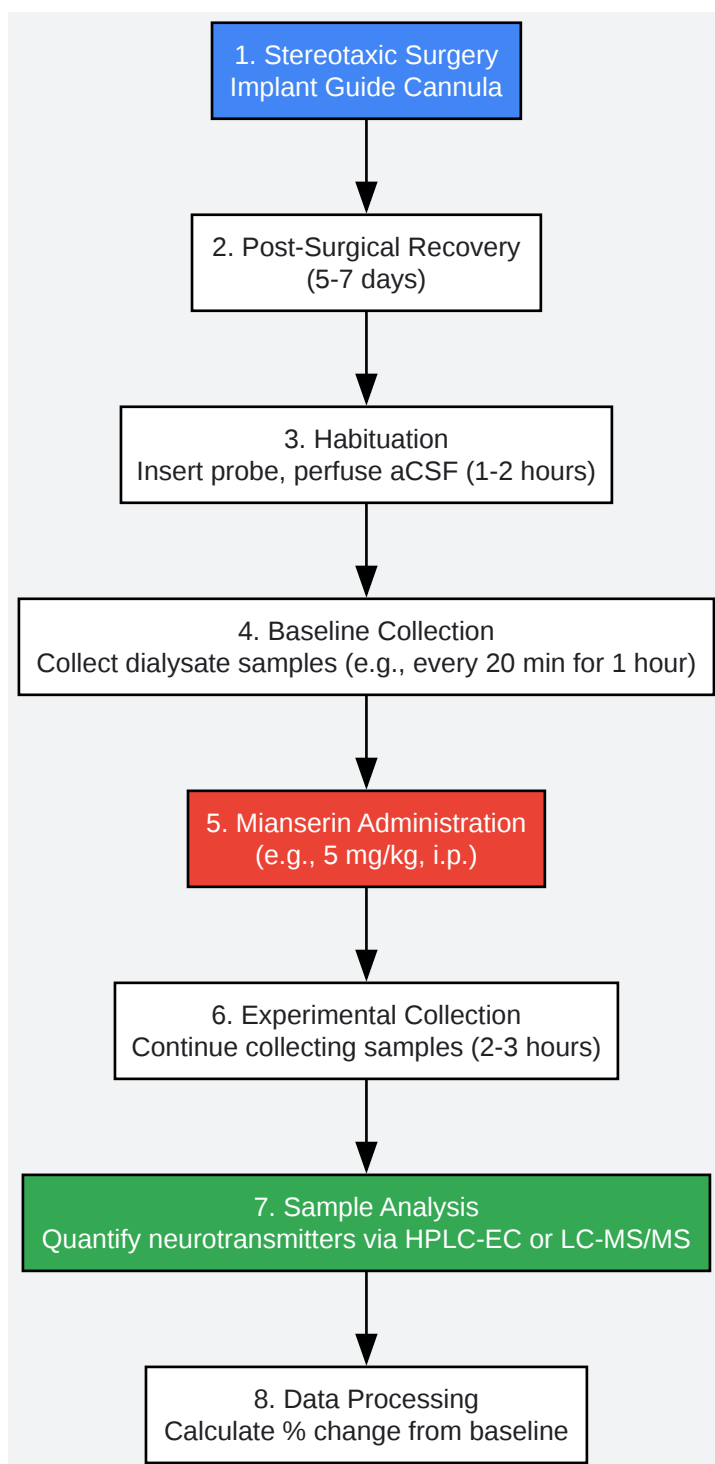 1. Stereotaxic Surgery
Implant Guide Cannula
2. Post-Surgical Recovery
(5-7 days)
3. Habituation
Insert probe, perfuse aCSF (1-2 hours)
4. Baseline Collection
Collect dialysate samples (e.g., every 20 min for 1 hour)
5. Mianserin Administration
(e.g., 5 mg/kg, i.p.)
6. Experimental Collection
Continue collecting samples (2-3 hours)
7. Sample Analysis
Quantify neurotransmitters via HPLC-EC or LC-MS/MS
8. Data Processing
Calculate % change from baseline